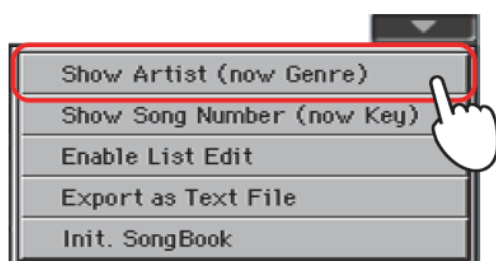 Show Artist (now Genre)
Show Song Number (now Key)
Enable List Edit
Export as Text File
Init. SongBook